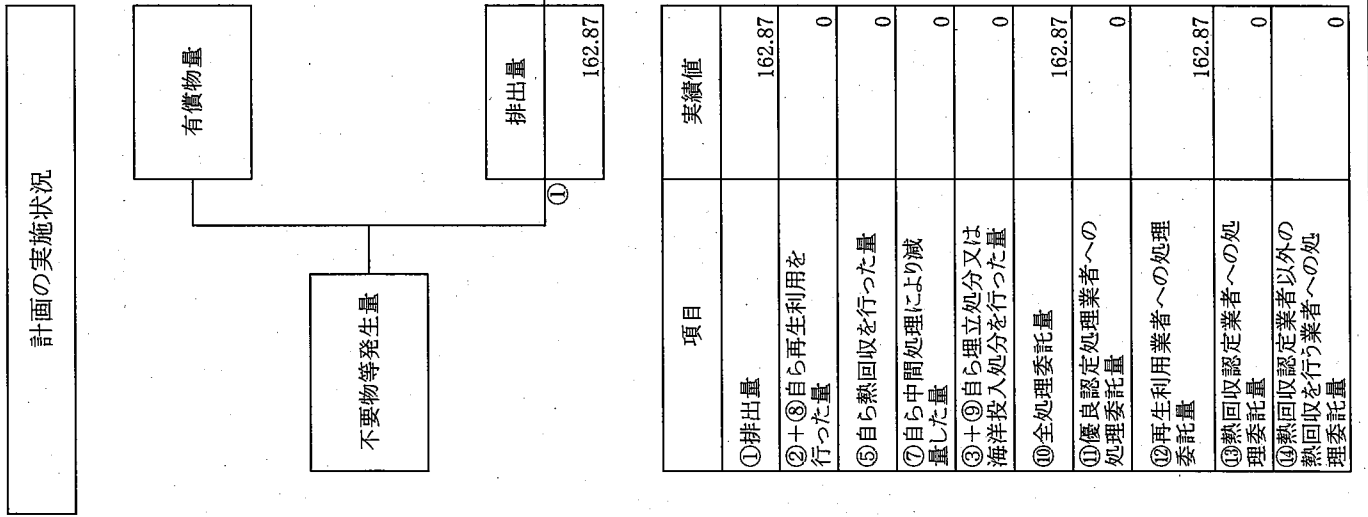 計画の実施状況
有償物量
不要物等発生量
①
排出量
162.87
項目
実績値
①排出量
162.87
②+⑧自ら再生利用を
行った量
0
⑤自ら熱回収を行った量
0
⑦自ら中間処理により減
量した量
0
③+⑨自ら埋立処分又は
海洋投入処分を行った量
0
⑩全処理委託量
162.87
⑪優良認定処理業者への
処理委託量
0
⑫再生利用業者への処理
委託量
162.87
⑬熱回収認定業者への処
理委託量
0
⑭熱回収認定業者以外の
熱回収を行う業者への処
理委託量
0